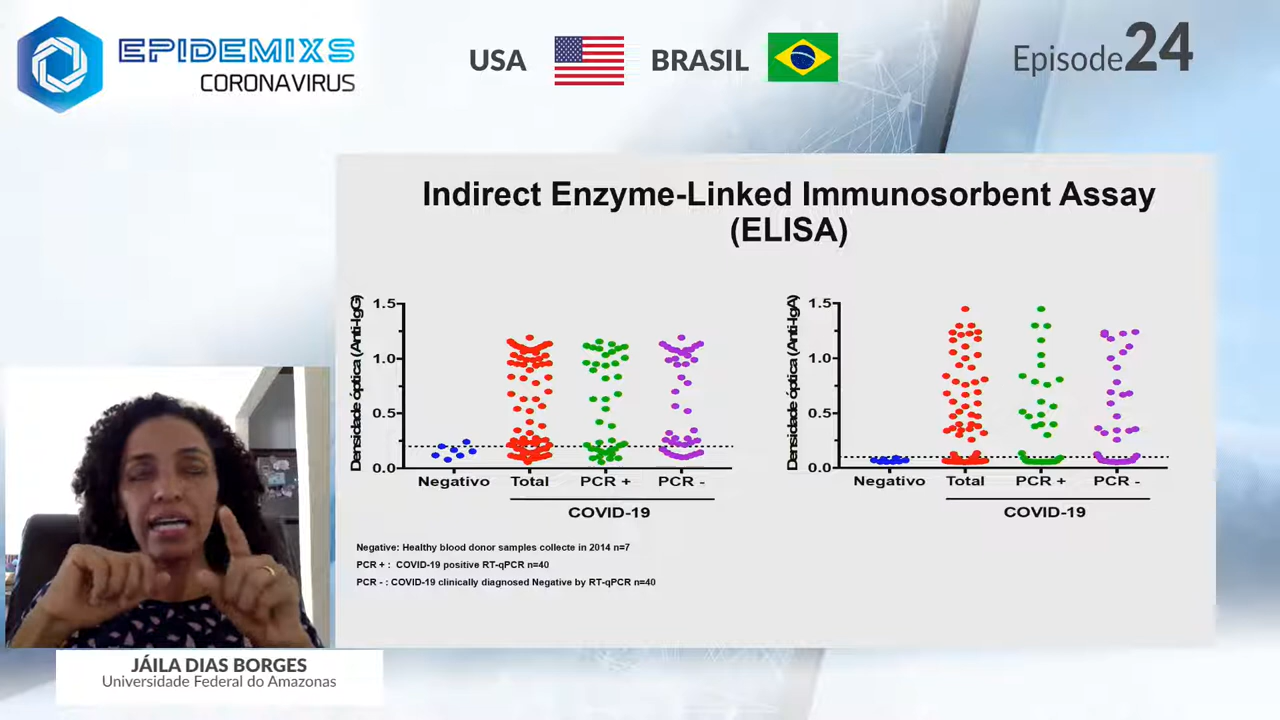 EPIDEMIXS
CORONAVIRUS
USA
BRASIL
Episode24
Indirect Enzyme-Linked Immunosorbent Assay
(ELISA)
Densidade óptica (Anti-IgG)
1.5
1.0
0.5
0.0
Negativo Total PCR + PCR -
COVID-19
Densidade óptica (Anti-IgA)
1.5
1.0
0.5
0.0
Negativo Total PCR + PCR -
COVID-19
Negative: Healthy blood donor samples collecte in 2014 n=7
PCR + : COVID-19 positive RT-qPCR n=40
PCR - : COVID-19 clinically diagnosed Negative by RT-qPCR n=40
JÁILA DIAS BORGES
Universidade Federal do Amazonas